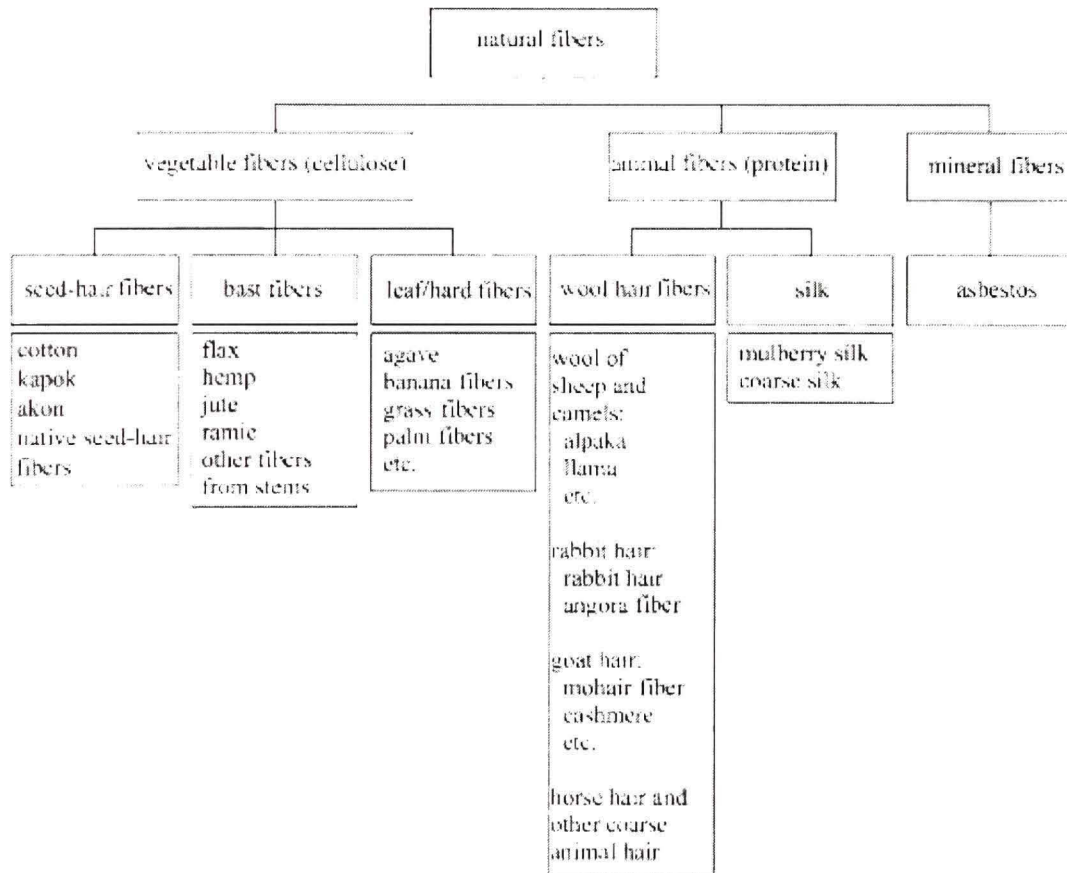 natural fibers
vegetable fibers (cellulose)
animal fibers (protein)
mineral fibers
seed-hair fibers
bast fibers
leaf/hard fibers
wool hair fibers
silk
asbestos
cotton
kapok
akon
native seed-hair
fibers
flax
hemp
jute
ramie
other fibers
from stems
agave
banana fibers
grass fibers
palm fibers
etc.
wool of
sheep and
camels:
alpaka
llama
etc.
rabbit hair:
rabbit hair
angora fiber
goat hair:
mohair fiber
cashmere
etc.
horse hair and
other coarse
animal hair
mulberry silk
coarse silk